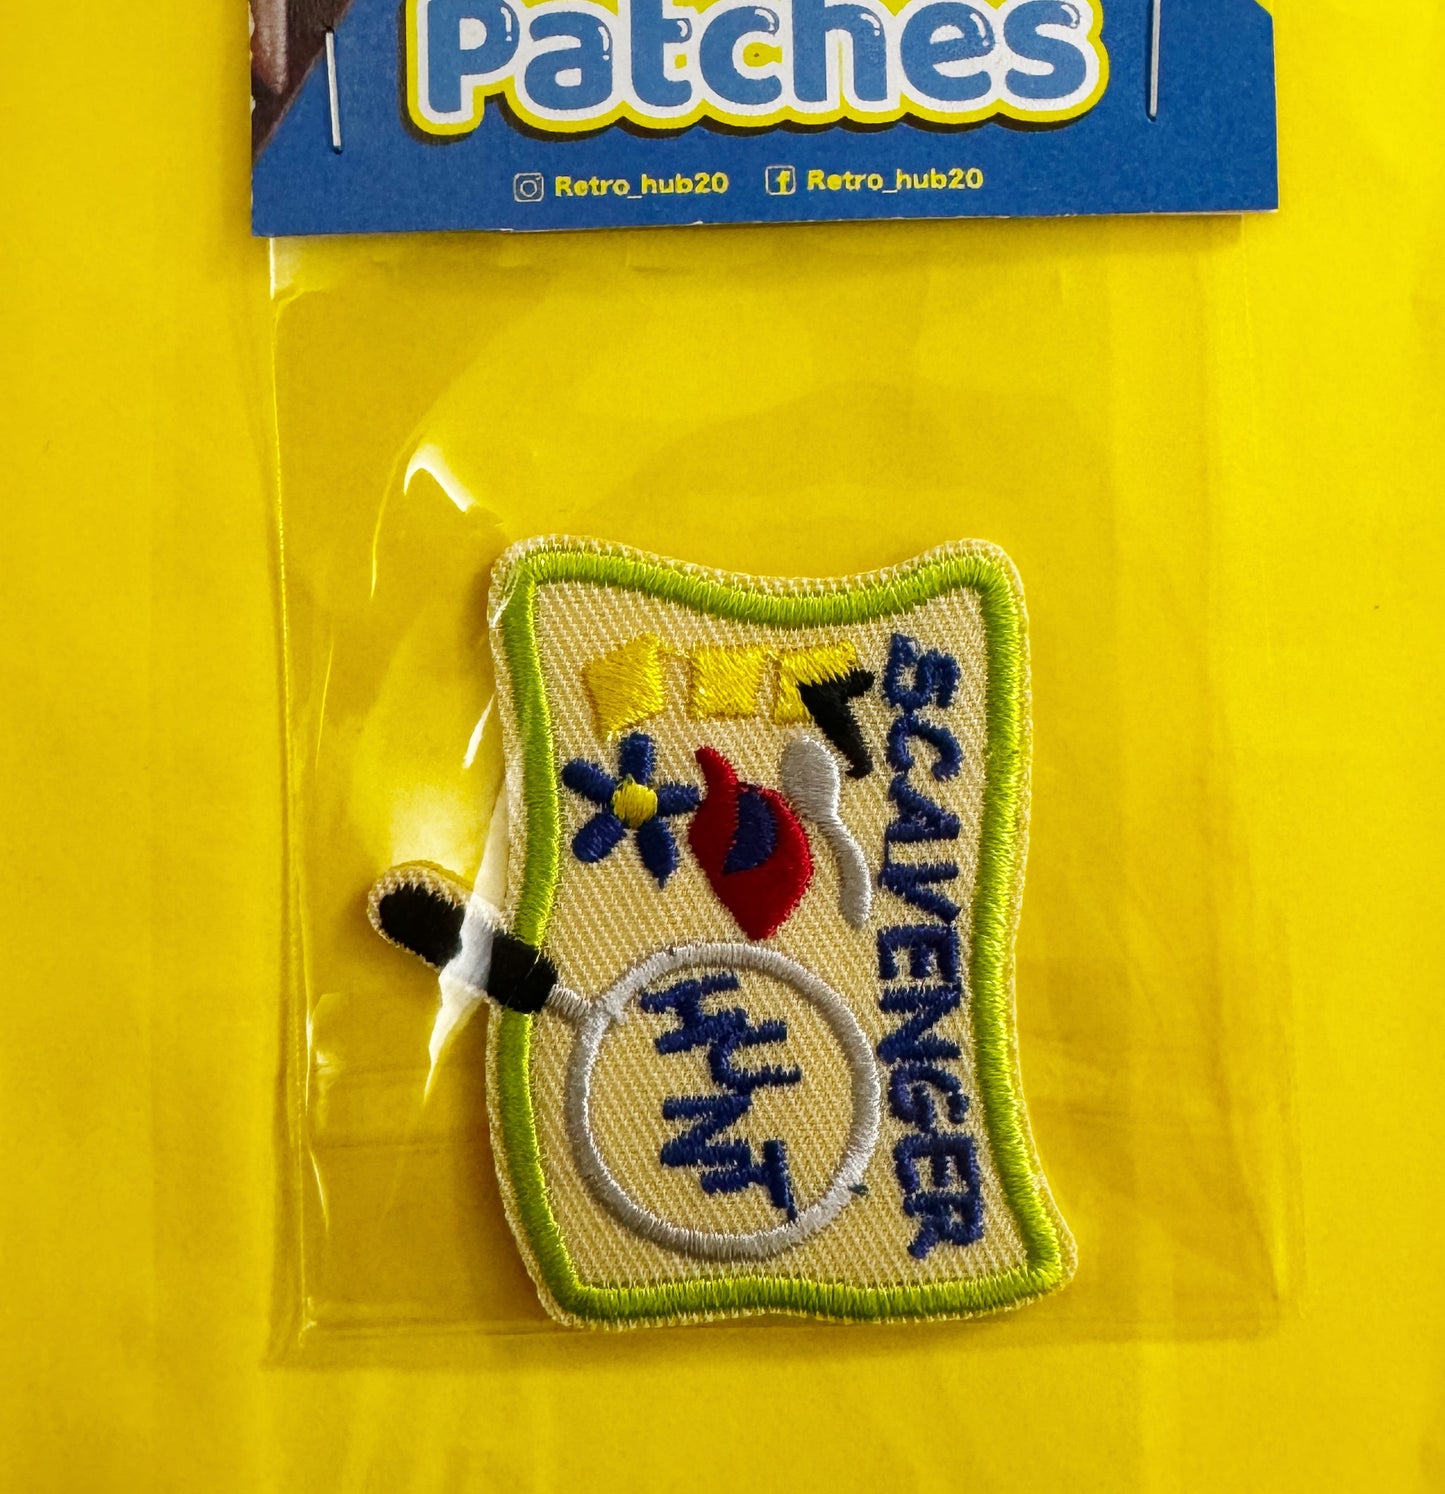 Patches
Retro_hub20 Retro_hub20
SCAVENGER
HUNT